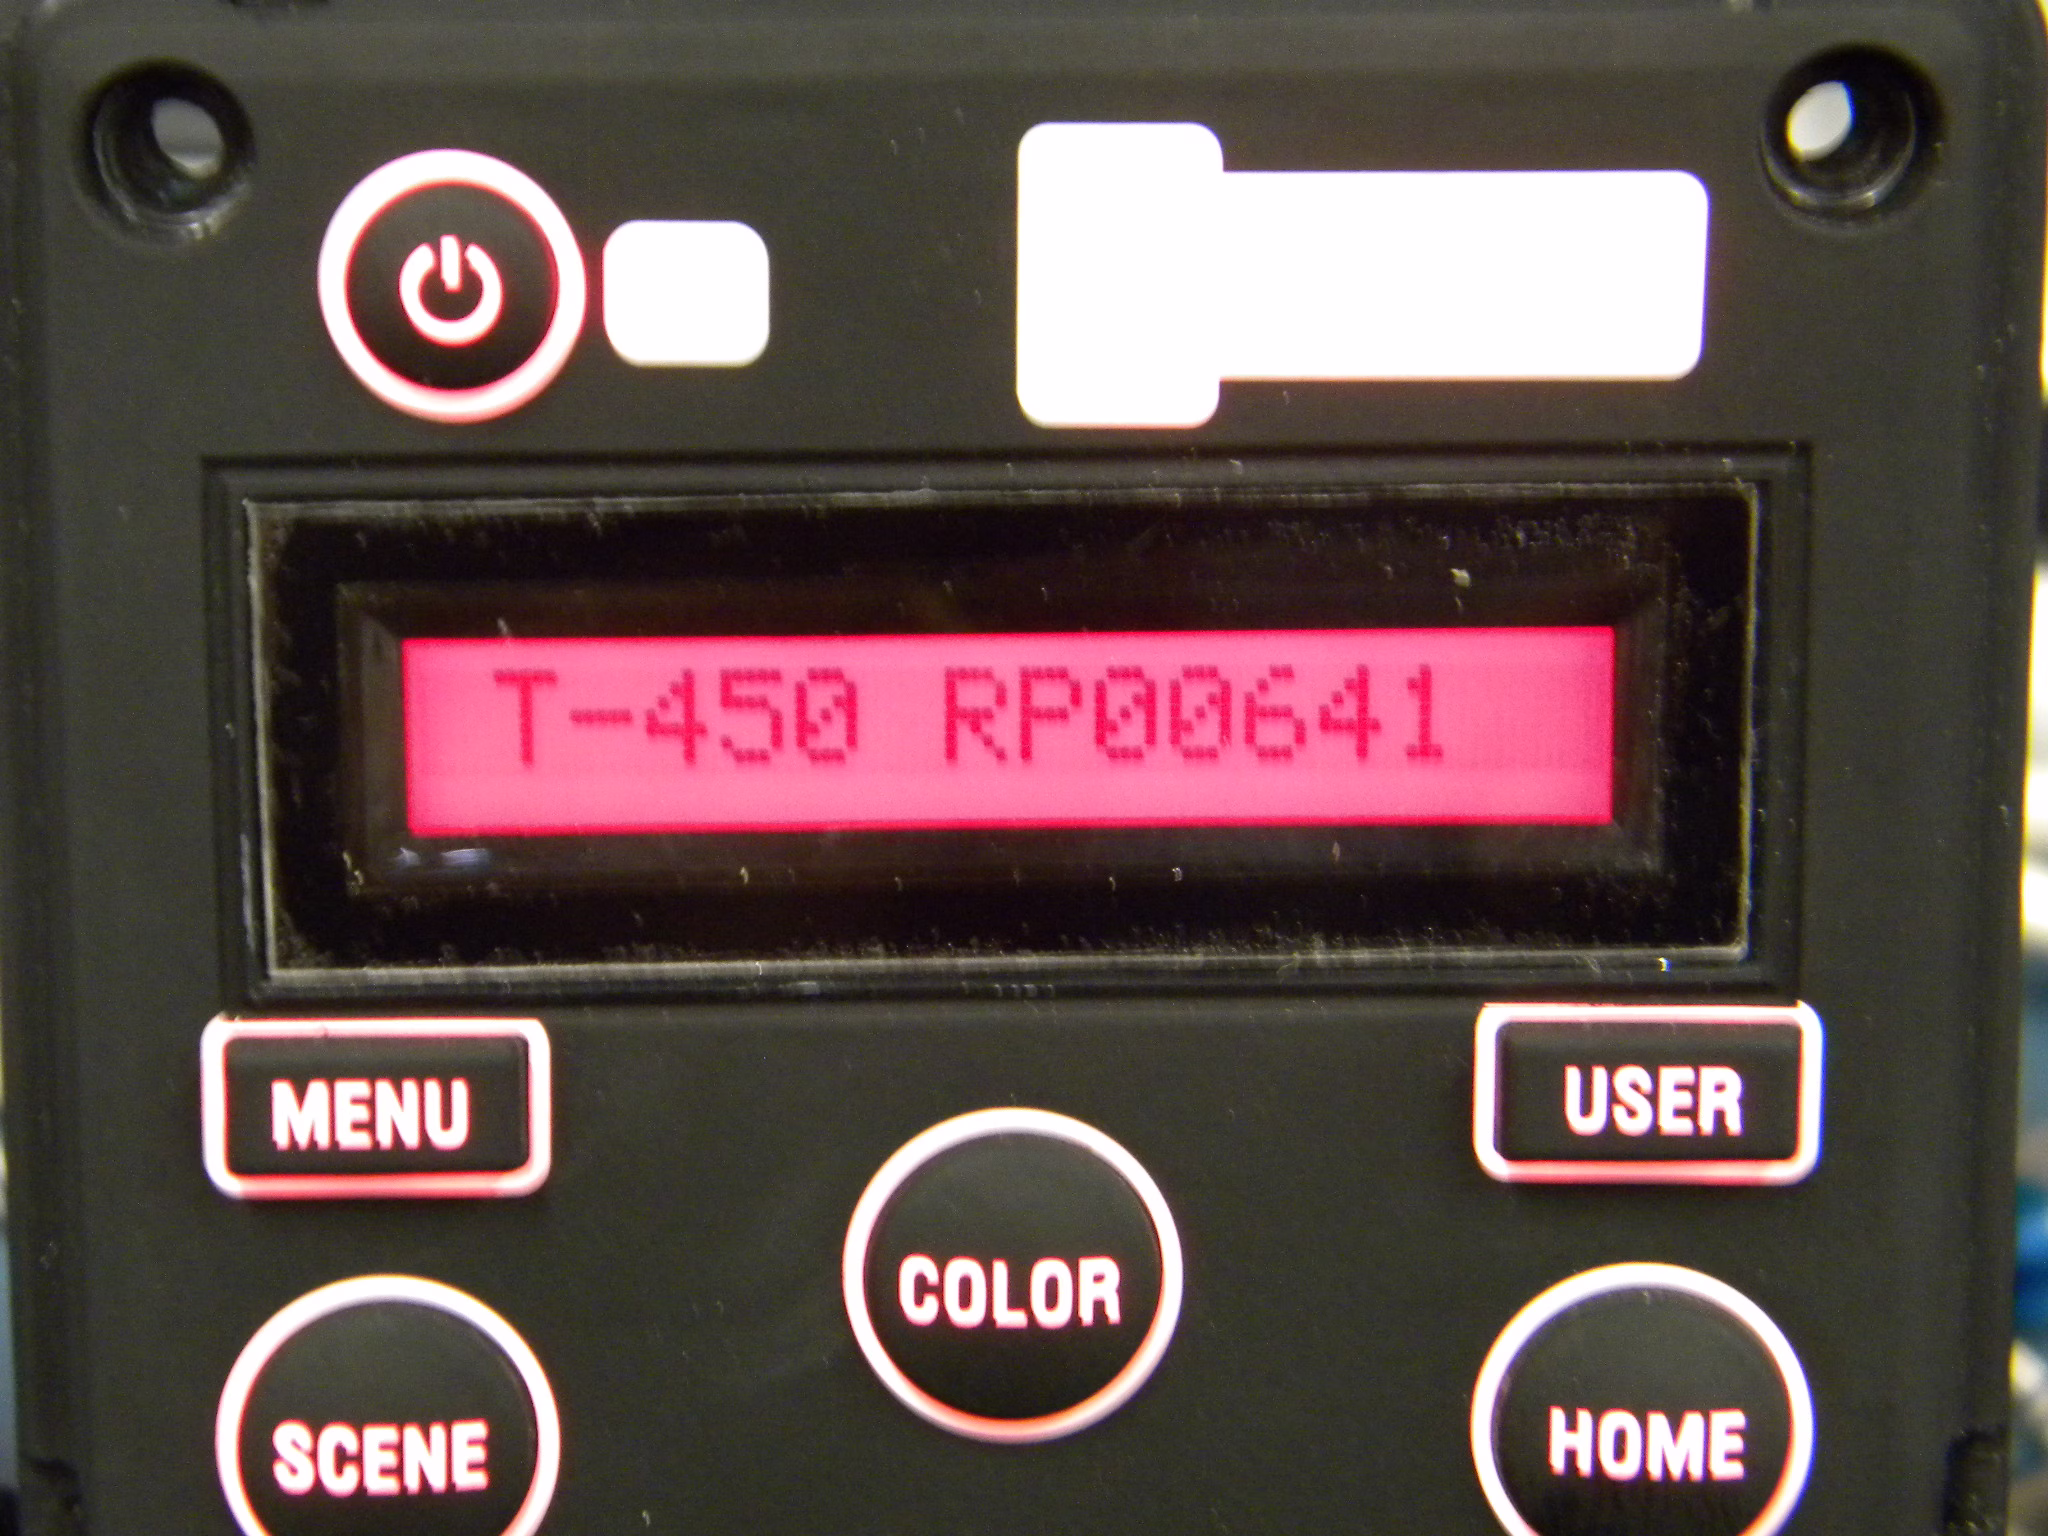 T-450 RP00641
MENU
USER
COLOR
SCENE
HOME